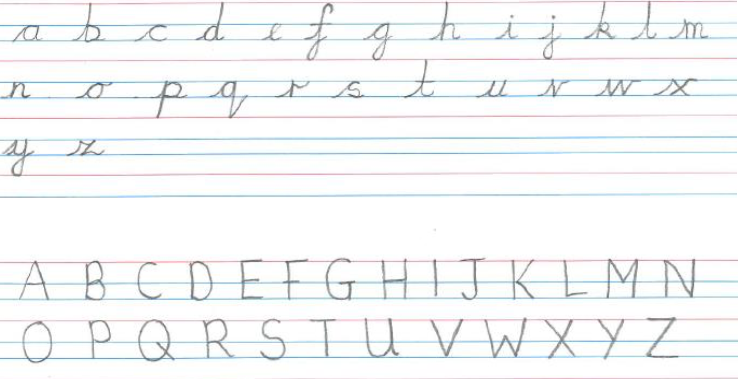 a b c d e f g h i j k l m
n o p q r s t u v w x
y z
A B C D E F G H I J K L M N
O P Q R S T U V W X Y Z